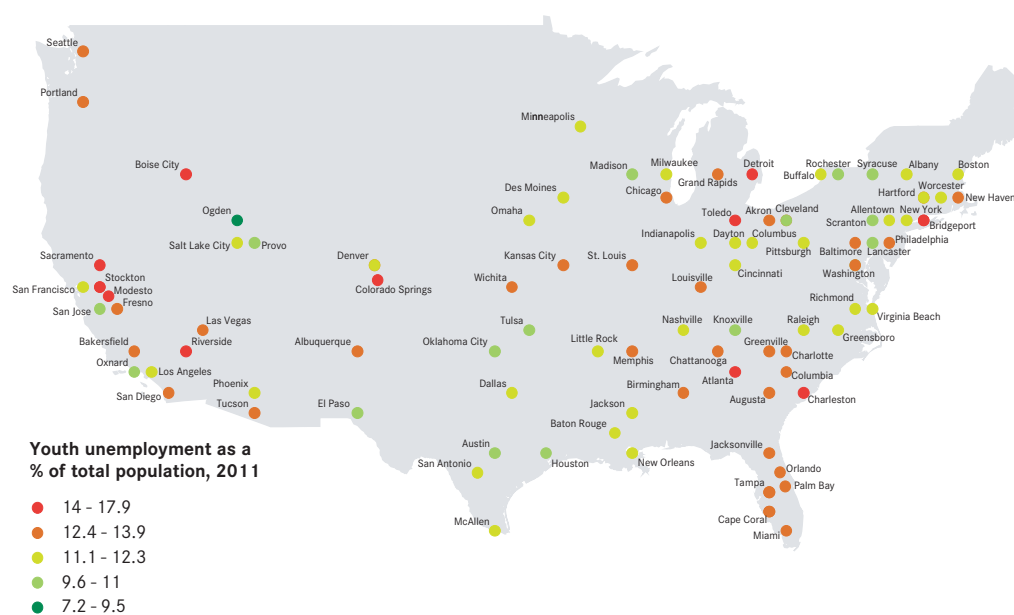 Seattle
Portland
Minneapolis
Boise City
Madison
Milwaukee
Detroit
Rochester
Syracuse
Albany
Boston
Buffalo
Grand Rapids
Chicago
Des Moines
Hartford
Worcester
New Haven
Ogden
Omaha
Toledo
Akron
Cleveland
Allentown
New York
Scranton
Bridgeport
Salt Lake City
Provo
Indianapolis
Dayton
Columbus
Pittsburgh
Philadelphia
Baltimore
Lancaster
Sacramento
Denver
Kansas City
St. Louis
Cincinnati
Washington
Stockton
San Francisco
Modesto
Colorado Springs
Wichita
Louisville
Fresno
San Jose
Richmond
Virginia Beach
Las Vegas
Tulsa
Nashville
Knoxville
Raleigh
Greensboro
Bakersfield
Riverside
Albuquerque
Oklahoma City
Little Rock
Memphis
Chattanooga
Greenville
Charlotte
Oxnard
Los Angeles
Atlanta
Columbia
Phoenix
Dallas
Birmingham
San Diego
Tucson
El Paso
Jackson
Augusta
Charleston
Baton Rouge
Youth unemployment as a
% of total population, 2011
Austin
Houston
New Orleans
Jacksonville
San Antonio
Orlando
Tampa
Palm Bay
14 - 17.9
McAllen
Cape Coral
12.4 - 13.9
Miami
11.1 - 12.3
9.6 - 11
7.2 - 9.5